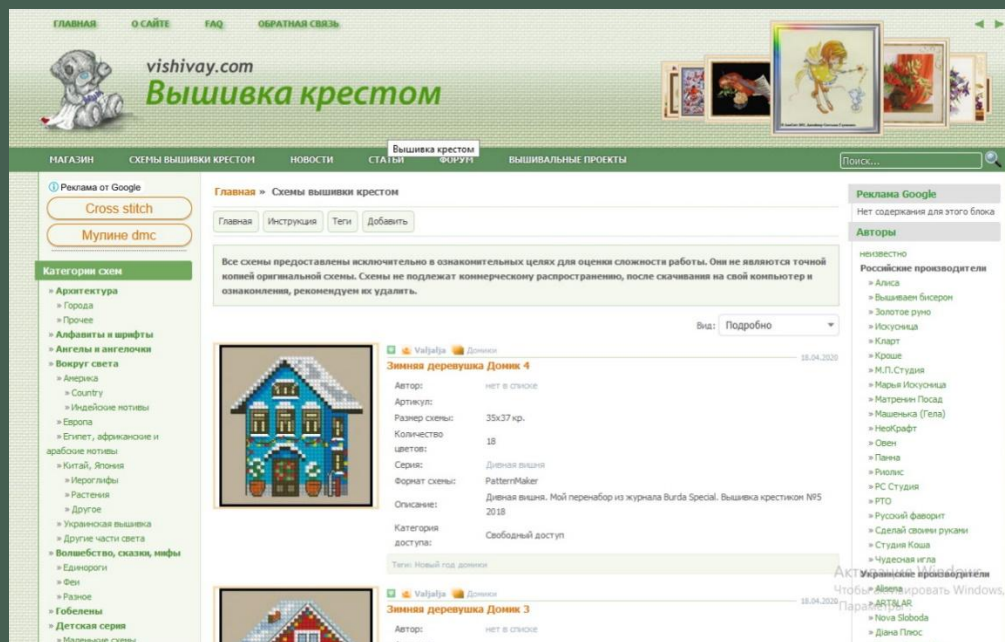 ГЛАВНАЯ О САЙТЕ FAQ ОБРАТНАЯ СВЯЗЬ
vishivay.com
Вышивка крестом
Вышивка крестом
МАГАЗИН СХЕМЫ ВЫШИВКИ КРЕСТОМ НОВОСТИ СТАТЬИ ФОРУМ ВЫШИВАЛЬНЫЕ ПРОЕКТЫ Поиск...
Реклама от Google
Cross stitch
Мулине dmc
Категории схем
» Архитектура
» Города
» Прочее
» Алфавиты и шрифты
» Ангелы и ангелочки
» Вокруг света
» Америка
» Country
» Индейские мотивы
» Европа
» Египет, африканские и
арабские мотивы
» Китай, Япония
» Иероглифы
» Растения
» Другое
» Украинская вышивка
» Другие части света
» Волшебство, сказки, мифы
» Единороги
» Феи
» Разное
» Гобелены
» Детская серия
» Маленькие схемы
Главная » Схемы вышивки крестом
Главная Инструкция Теги Добавить
Все схемы предоставлены исключительно в ознакомительных целях для оценки сложности работы. Они не являются точной
копией оригинальной схемы. Схемы не подлежат коммерческому распространению, после скачивания на свой компьютер и
ознакомления, рекомендуем их удалить.
Вид: Подробно
Valjalja Домики 18.04.2020
Зимняя деревушка Домик 4
Автор: нет в списке
Артикул:
Размер схемы: 35x37 кр.
Количество
цветов: 18
Серия: Дивная вишня
Формат схемы: PatternMaker
Описание: Дивная вишня. Мой перенабор из журнала Burda Special. Вышивка крестиком №5
2018
Категория
доступа: Свободный доступ
Теги: Новый год домики
Valjalja Домики 18.04.2020
Зимняя деревушка Домик 3
Автор: нет в списке
Реклама Google
Нет содержания для этого блока
Авторы
неизвестно
Российские производители
» Алиса
» Вышиваем бисером
» Золотое руно
» Искусница
» Кларт
» Кроше
» М.П.Студия
» Марья Искусница
» Матренин Посад
» Машенька (Гела)
» НеоКрафт
» Овен
» Панна
» Риолис
» РС Студия
» РТО
» Русский фаворит
» Сделай своими руками
» Студия Коша
» Чудесная игла
Украинские производители
» Alisena
» ART&LAR
» Nova Sloboda
» Діана Плюс
Активация Windows